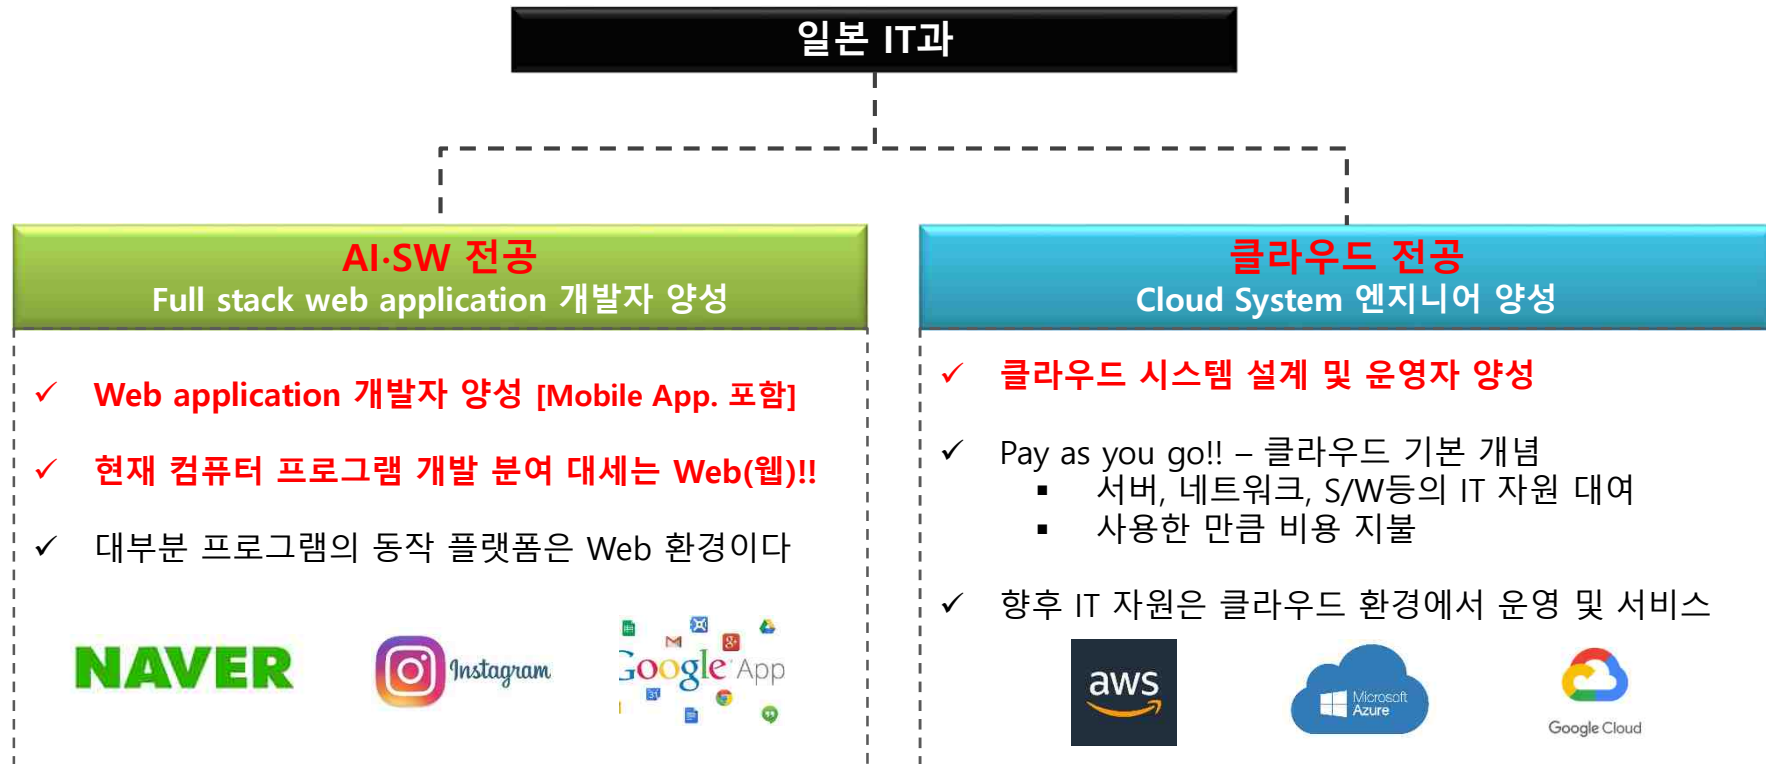 일본 IT과
AI·SW 전공
Full stack web application 개발자 양성
✓ Web application 개발자 양성 [Mobile App. 포함]
✓ 현재 컴퓨터 프로그램 개발 분여 대세는 Web(웹)!!
✓ 대부분 프로그램의 동작 플랫폼은 Web 환경이다
NAVER
Instagram
Google App
g+
31
클라우드 전공
Cloud System 엔지니어 양성
✓ 클라우드 시스템 설계 및 운영자 양성
✓ Pay as you go!! – 클라우드 기본 개념
▪ 서버, 네트워크, S/W등의 IT 자원 대여
▪ 사용한 만큼 비용 지불
✓ 향후 IT 자원은 클라우드 환경에서 운영 및 서비스
aws
Microsoft
Azure
Google Cloud